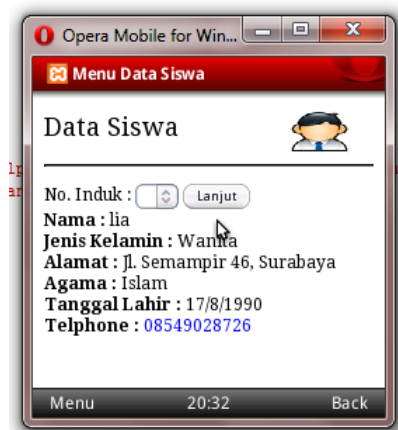 Opera Mobile for Win...
Menu Data Siswa
Data Siswa
No. Induk : Lanjut
Nama : lia
Jenis Kelamin : Wanita
Alamat : Jl. Semampir 46, Surabaya
Agama : Islam
Tanggal Lahir : 17/8/1990
Telphone : 08549028726
Menu 20:32 Back